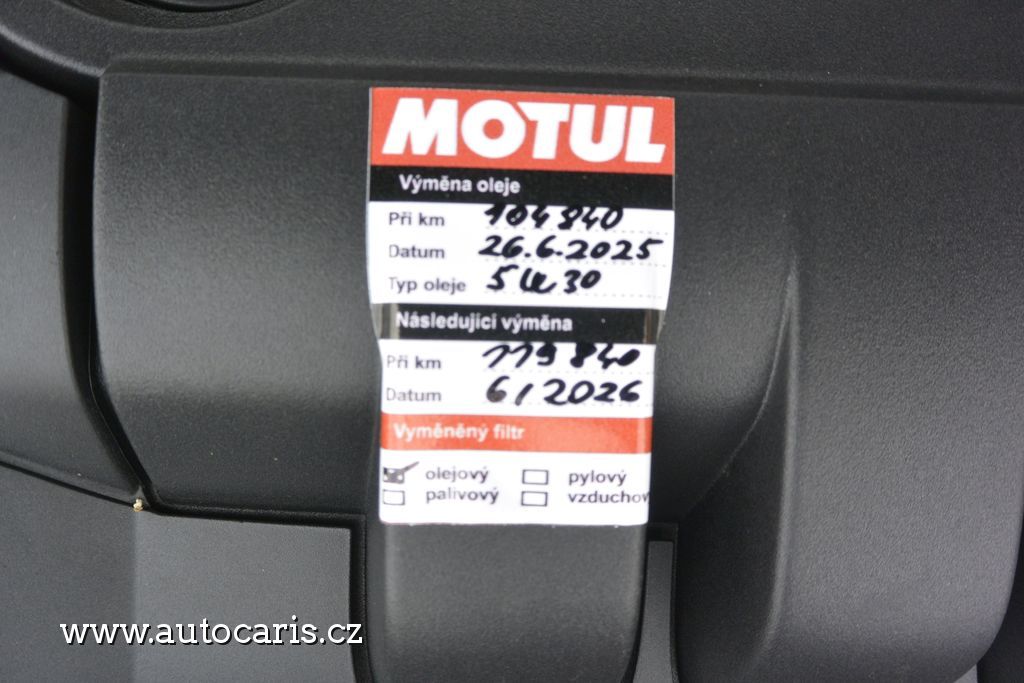 MOTUL
Výměna oleje
Při km 104 840
Datum 26.6.2025
Typ oleje 5W30
Následující výměna
Při km 119 840
Datum 6/2026
Vyměněný filtr
olejový pylový
palivový vzduchov
www.autocaris.cz